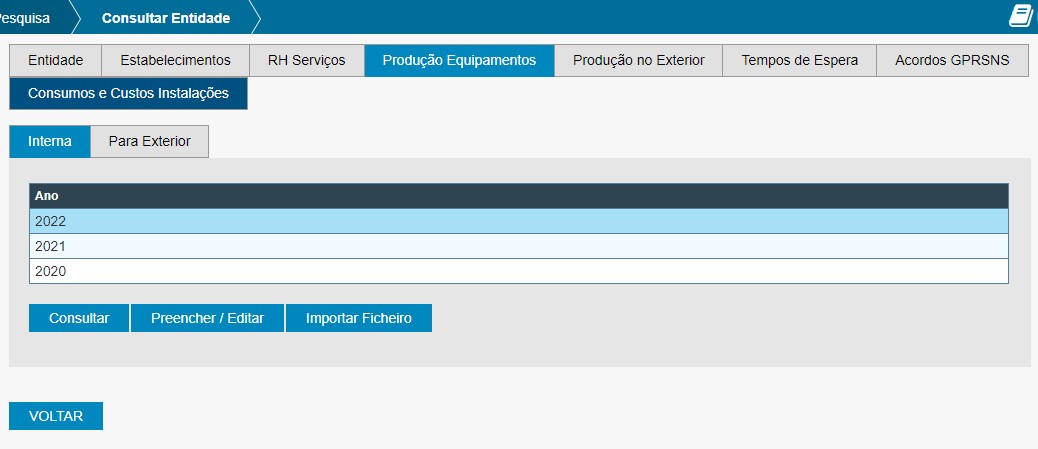 Pesquisa Consultar Entidade
Entidade Estabelecimentos RH Serviços Produção Equipamentos Produção no Exterior Tempos de Espera Acordos GPRSNS
Consumos e Custos Instalações
Interna Para Exterior
Ano
2022
2021
2020
Consultar Preencher / Editar Importar Ficheiro
VOLTAR